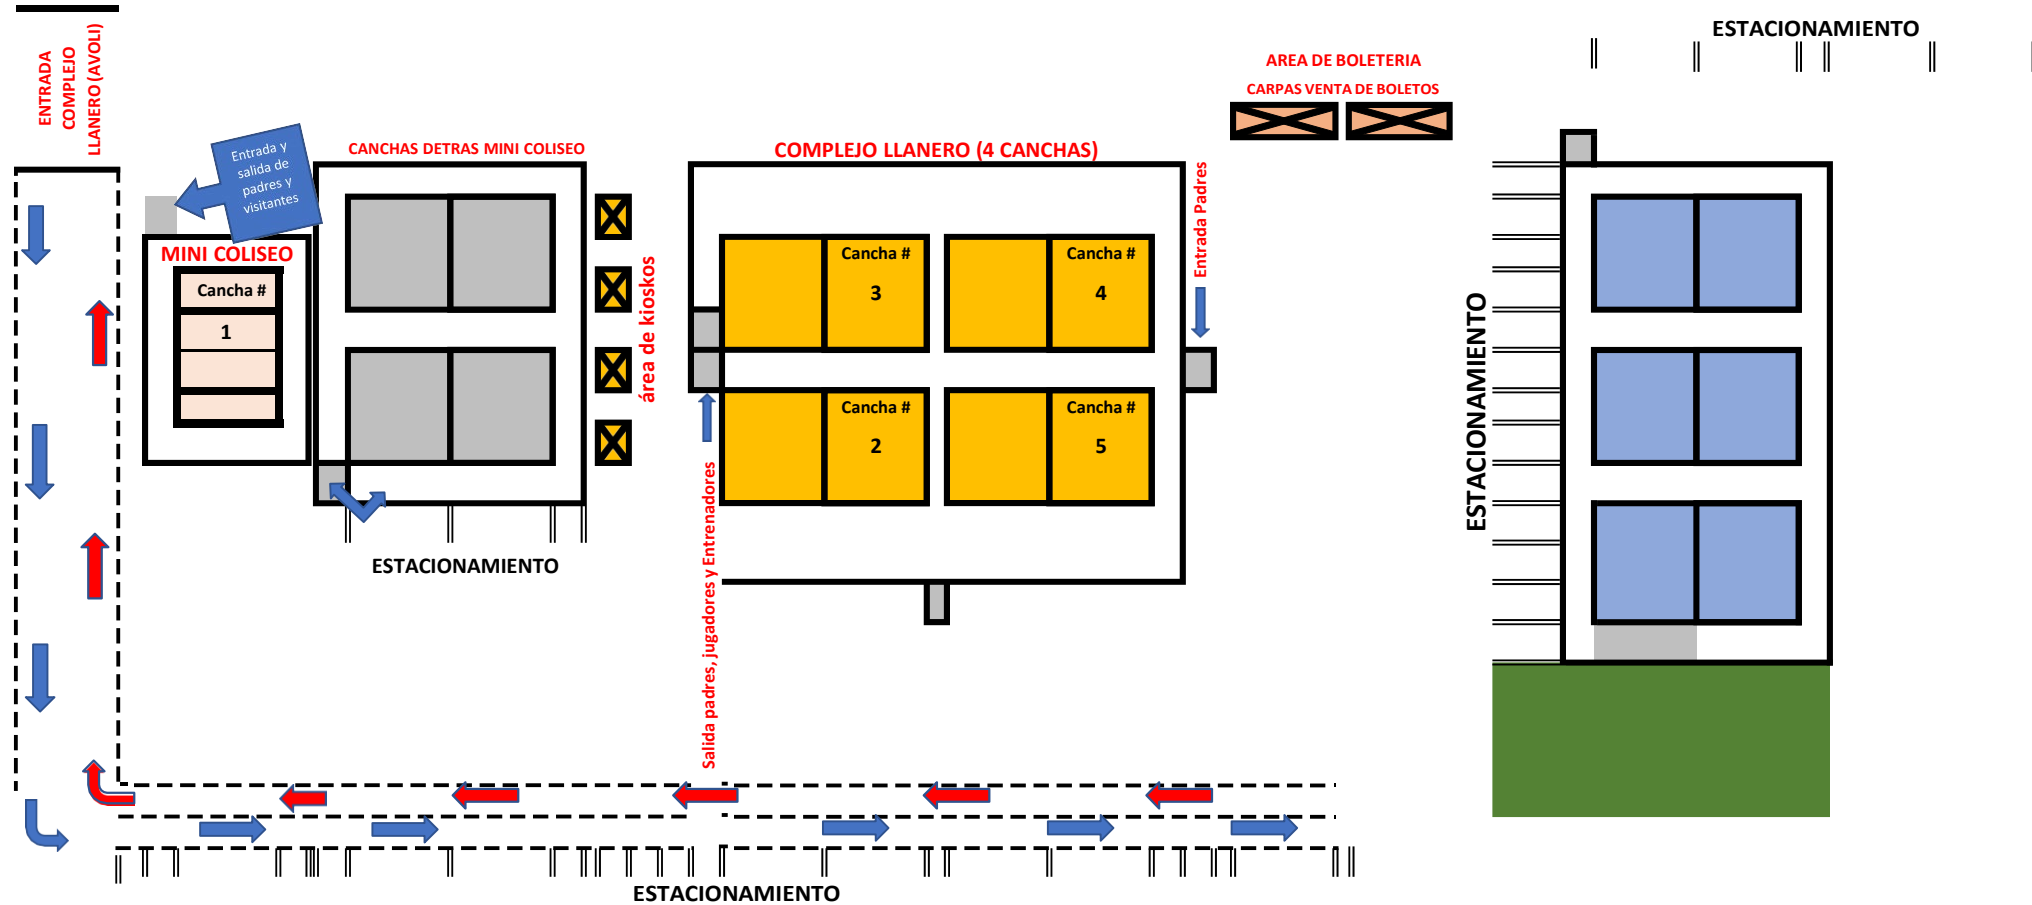 ESTACIONAMIENTO
ENTRADA
COMPLEJO
LLANERO (AVOLI)
AREA DE BOLETERIA
CARPAS VENTA DE BOLETOS
Entrada y
salida de
padres y
visitantes
CANCHAS DETRAS MINI COLISEO
COMPLEJO LLANERO (4 CANCHAS)
Entrada Padres
MINI COLISEO
Cancha #
1
área de kioskos
Cancha #
3
Cancha #
4
Cancha #
2
Cancha #
5
ESTACIONAMIENTO
Salida padres, jugadores y Entrenadores
ESTACIONAMIENTO
ESTACIONAMIENTO